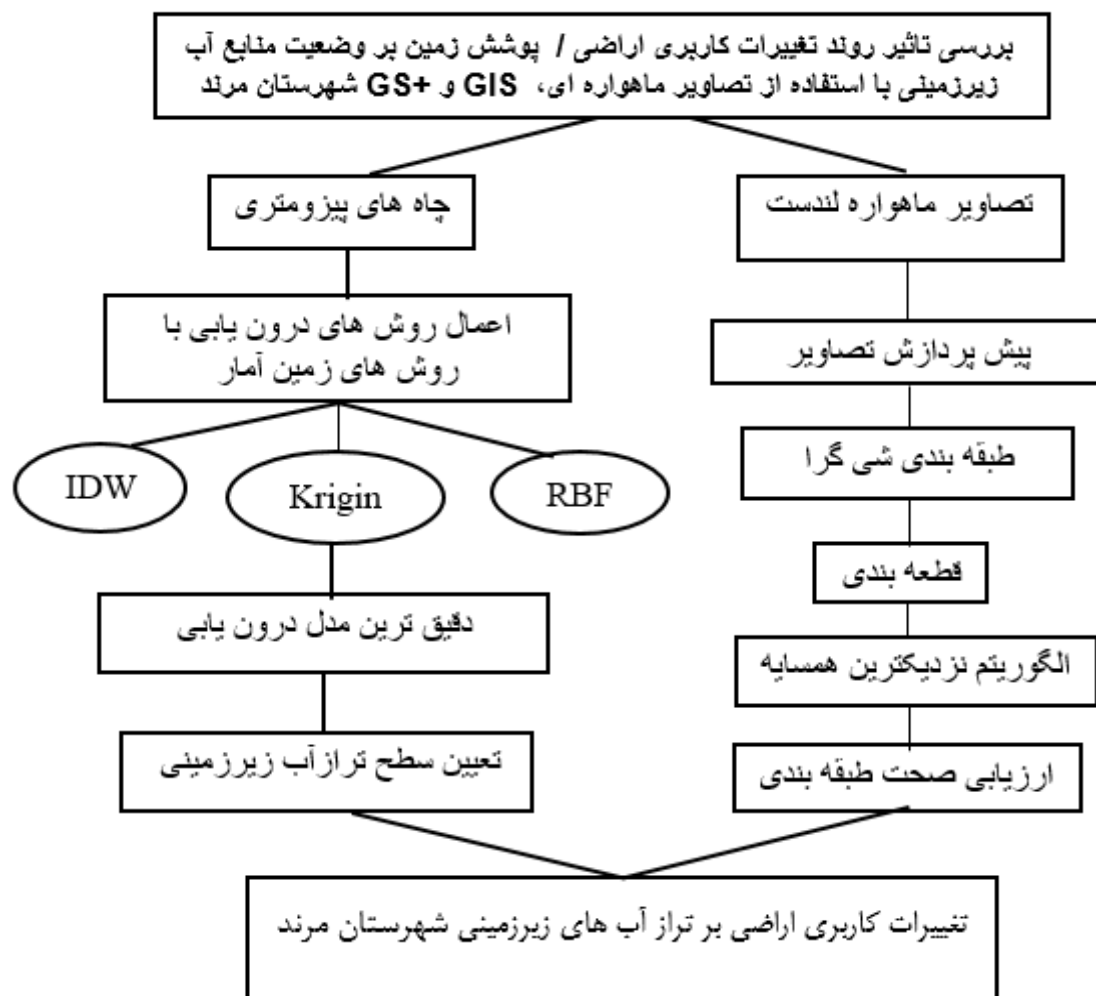 بررسی تاثیر روند تغییرات کاربری اراضی / پوشش زمین بر وضعیت منابع آب
زیرزمینی با استفاده از تصاویر ماهواره ای، GIS و GS+ شهرستان مرند
تصاویر ماهواره لندست
چاه های پیزومتری
پیش پردازش تصاویر
اعمال روش های درون یابی با
روش های زمین آمار
طبقه بندی شی گرا
RBF
Krigin
IDW
قطعه بندی
دقیق ترین مدل درون یابی
الگوریتم نزدیکترین همسایه
تعیین سطح ترازآب زیرزمینی
ارزیابی صحت طبقه بندی
تغییرات کاربری اراضی بر تراز آب های زیرزمینی شهرستان مرند